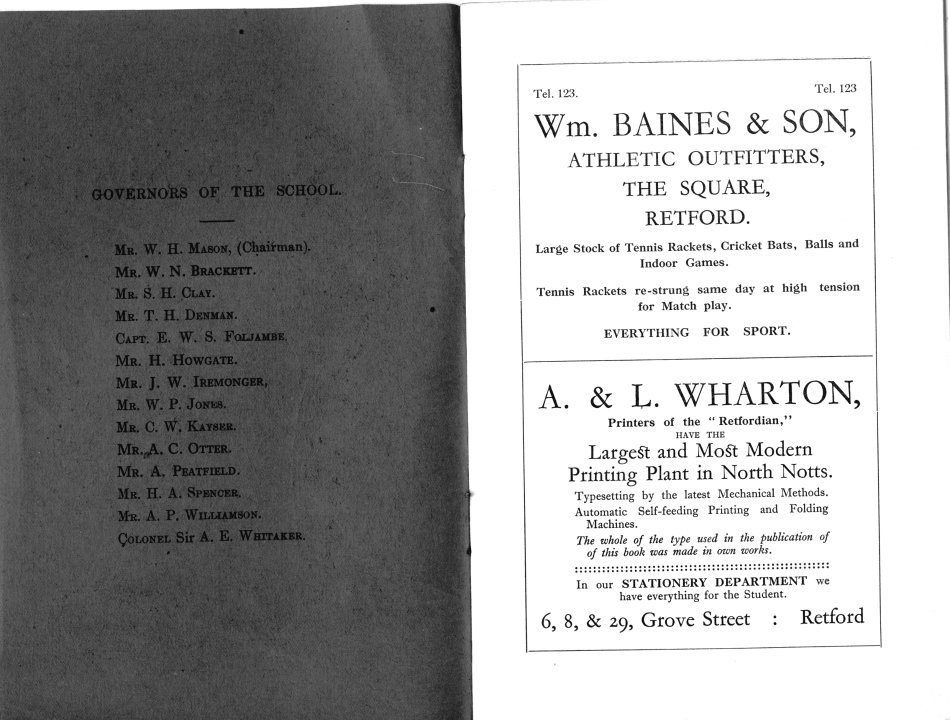 GOVERNORS OF THE SCHOOL.
MR. W. H. MASON, (Chairman).
MR. W. N. BRACKETT.
MR. S. H. CLAY.
MR. T. H. DENMAN.
CAPT. E. W. S. FOLJAMBE.
MR. H. HOWGATE.
MR. J. W. IREMONGER,
MR. W. P. JONES.
MR. C. W. KAYSER.
MR. A. C. OTTER.
MR. A. PEATFIELD.
MR. H. A. SPENCER.
MR. A. P. WILLIAMSON.
COLONEL Sir A. E. WHITAKER.
Tel. 123. Tel. 123
Wm. BAINES & SON,
ATHLETIC OUTFITTERS,
THE SQUARE,
RETFORD.
Large Stock of Tennis Rackets, Cricket Bats, Balls and
Indoor Games.
Tennis Rackets re-strung same day at high tension
for Match play.
EVERYTHING FOR SPORT.
A. & L. WHARTON,
Printers of the "Retfordian,"
HAVE THE
Largest and Most Modern
Printing Plant in North Notts.
Typesetting by the latest Mechanical Methods.
Automatic Self-feeding Printing and Folding
Machines.
The whole of the type used in the publication of
of this book was made in own works.
In our STATIONERY DEPARTMENT we
have everything for the Student.
6, 8, & 29, Grove Street : Retford